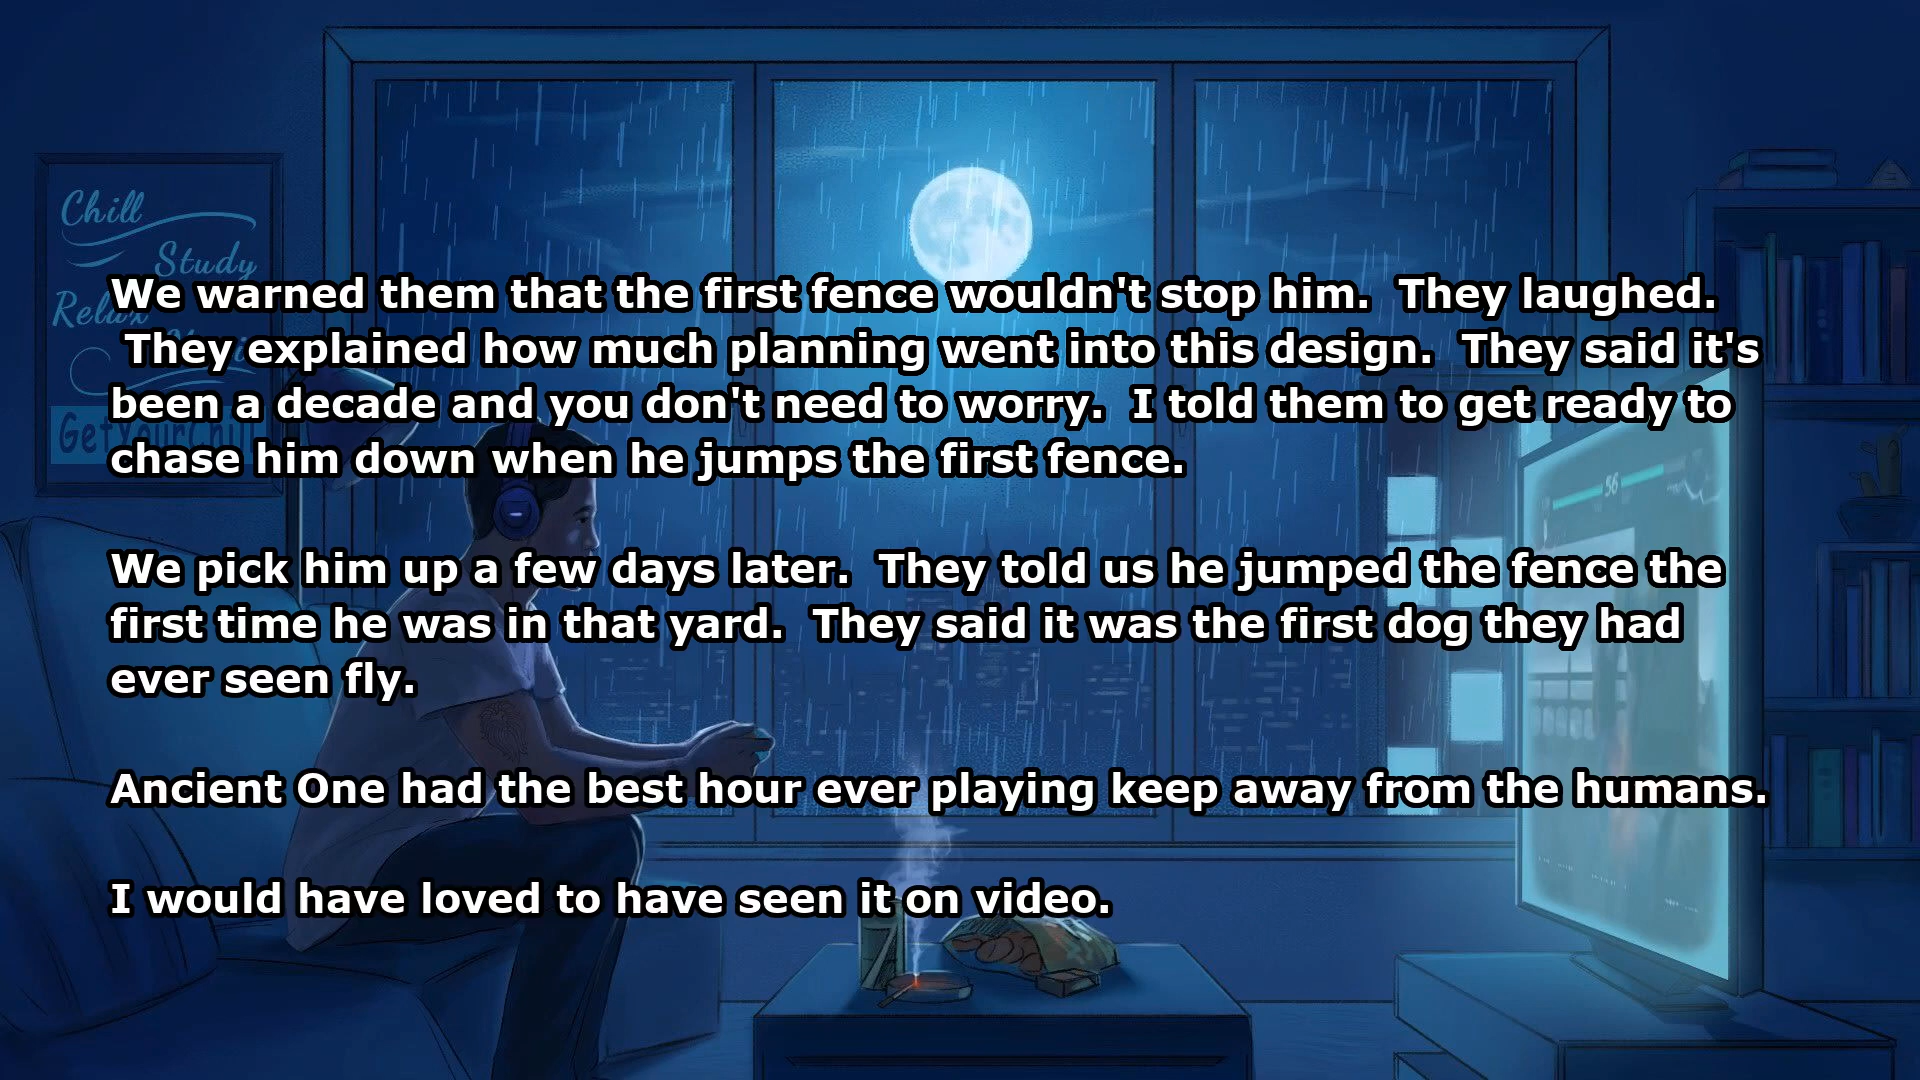 Chill
Study
We warned them that the first fence wouldn't stop him.  They laughed.
They explained how much planning went into this design.  They said it's
been a decade and you don't need to worry.  I told them to get ready to
chase him down when he jumps the first fence.
56
We pick him up a few days later.  They told us he jumped the fence the
first time he was in that yard.  They said it was the first dog they had
ever seen fly.
Ancient One had the best hour ever playing keep away from the humans.
I would have loved to have seen it on video.